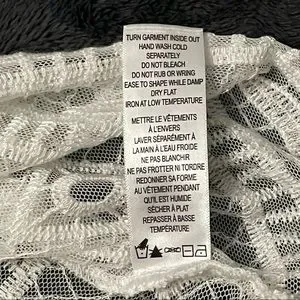 TURN GARMENT INSIDE OUT
HAND WASH COLD
SEPARATELY
DO NOT BLEACH
DO NOT RUB OR WRING
EASE TO SHAPE WHILE DAMP
DRY FLAT
IRON AT LOW TEMPERATURE
METTRE LE VÊTEMENTS
À L'ENVERS
LAVER SÉPARÉMENT À
LA MAIN À L'EAU FROIDE
NE PAS BLANCHIR
NE PAS FROTTER NI TORDRE
REDONNER SA FORME
AU VÊTEMENT PENDANT
QU'IL EST HUMIDE
SÉCHER À PLAT
REPASSER À BASSE
TEMPÉRATURE